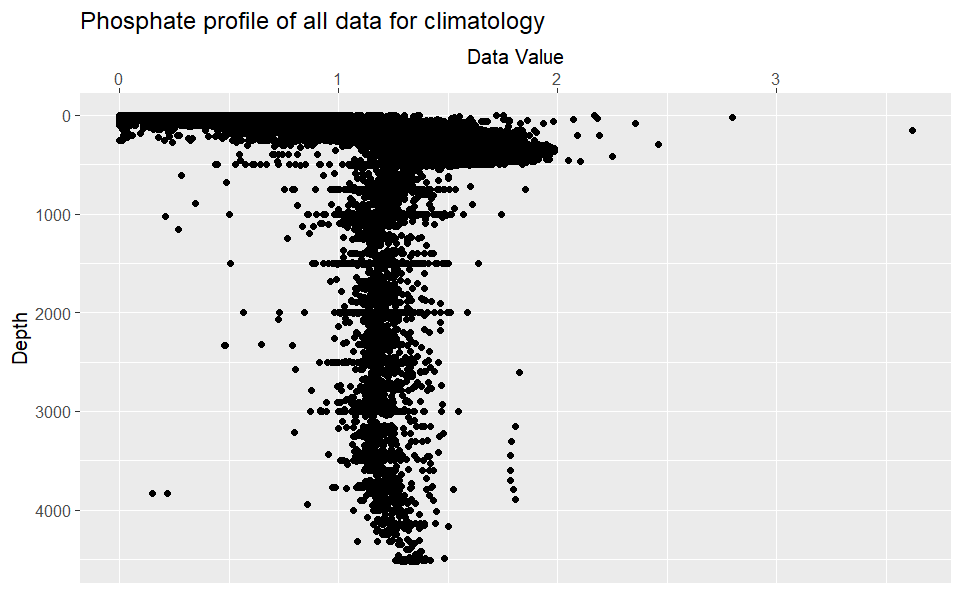 Phosphate profile of all data for climatology
Data Value
0 1 2 3
0
1000
2000
3000
4000
Depth